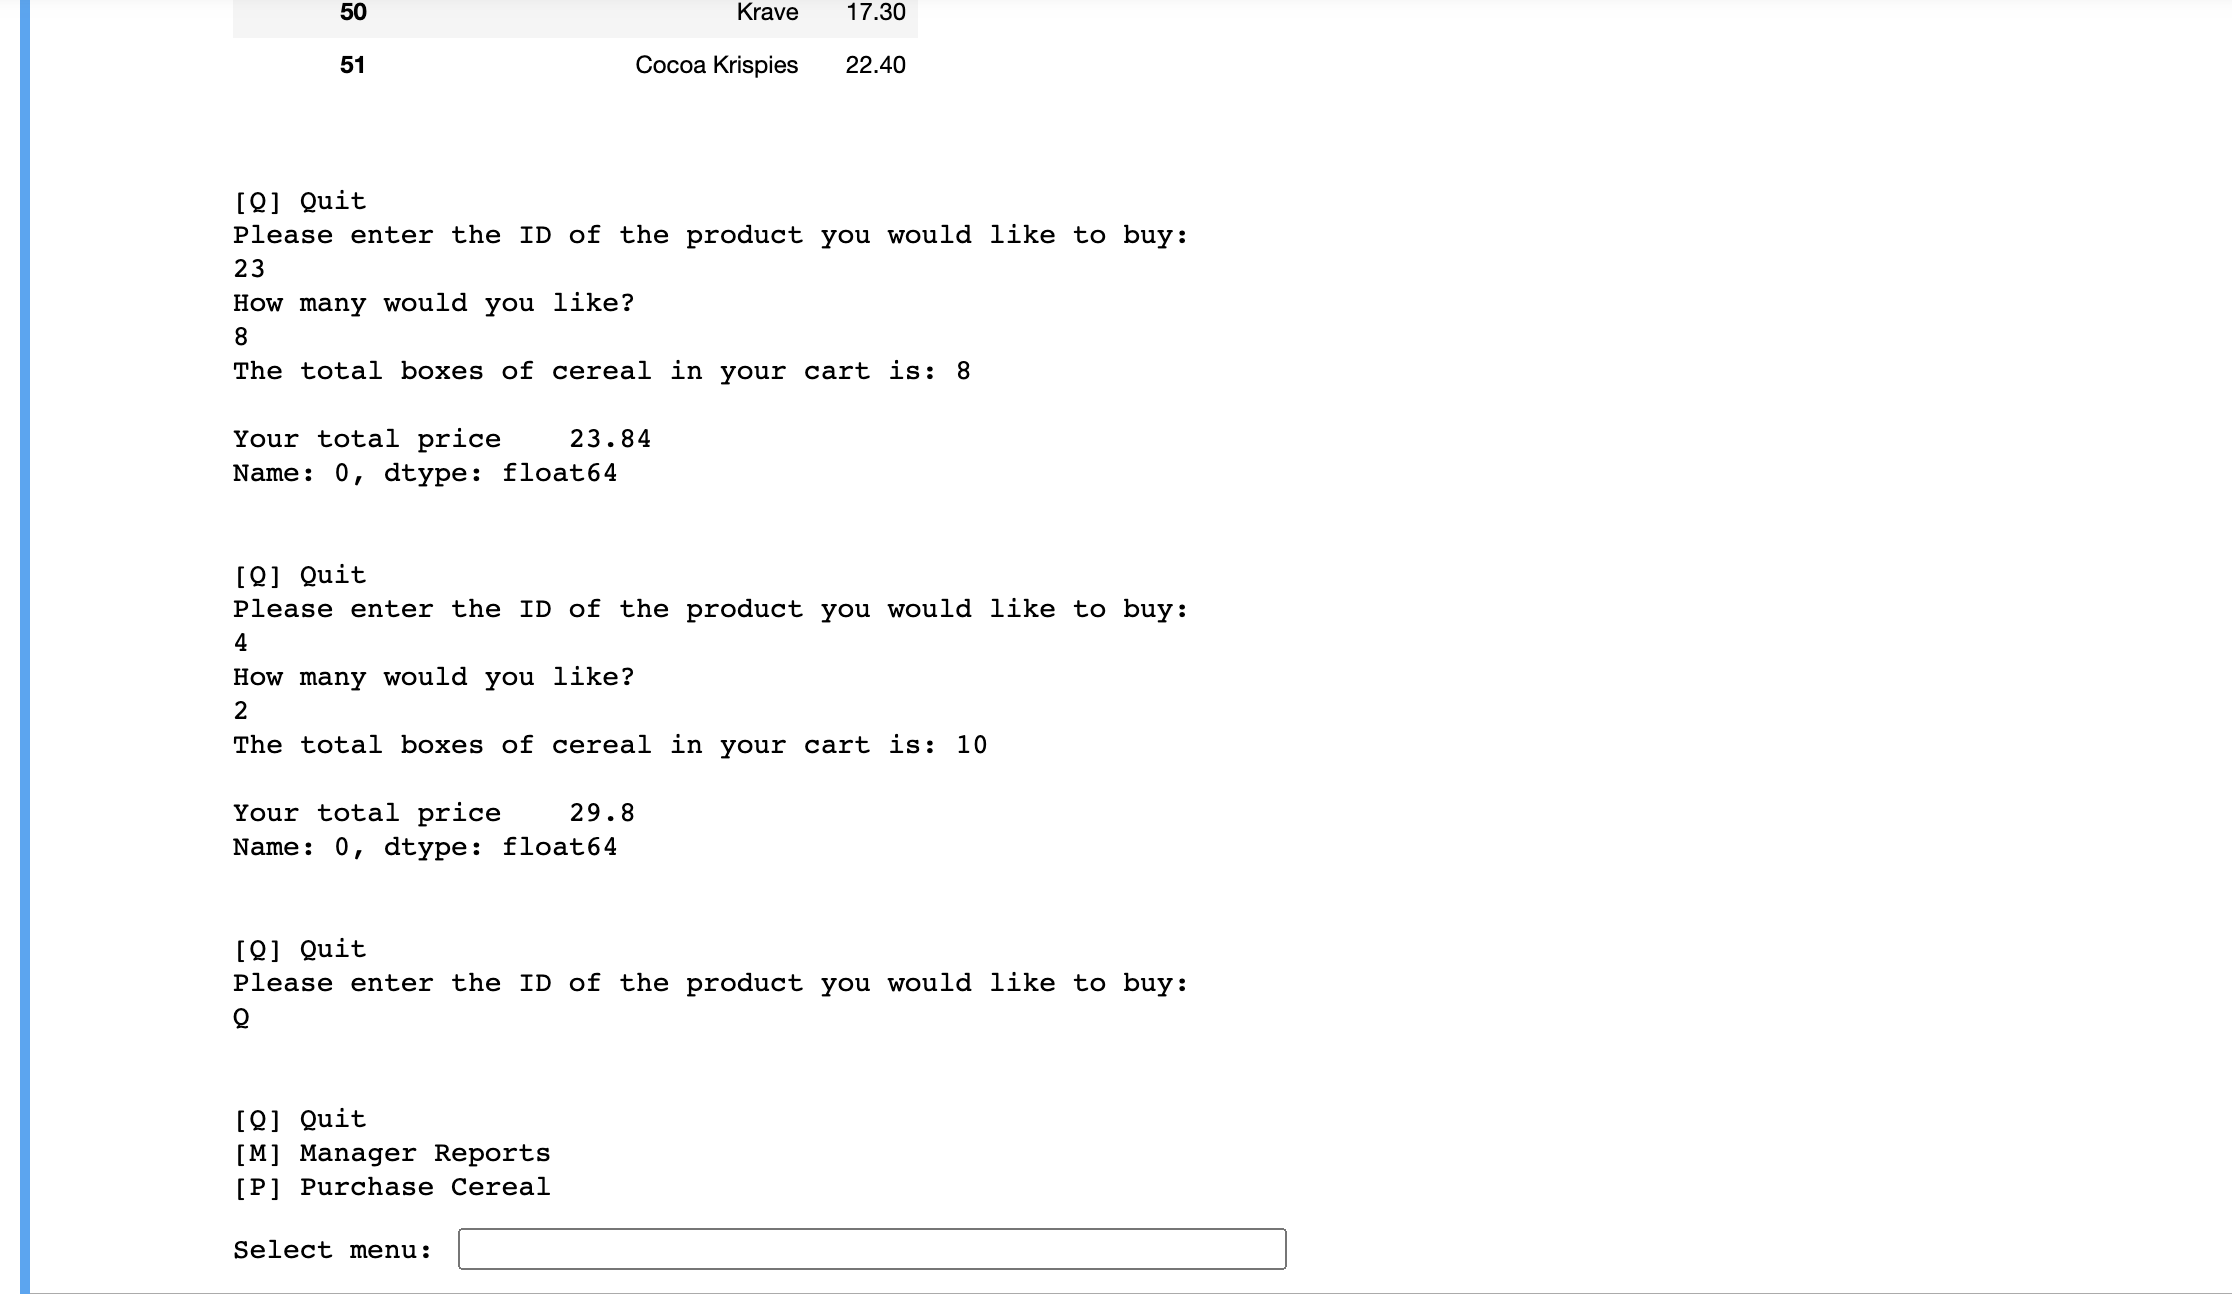 50 Krave 17.30
51 Cocoa Krispies 22.40
[Q] Quit
Please enter the ID of the product you would like to buy:
23
How many would you like?
8
The total boxes of cereal in your cart is: 8
Your total price    23.84
Name: 0, dtype: float64
[Q] Quit
Please enter the ID of the product you would like to buy:
4
How many would you like?
2
The total boxes of cereal in your cart is: 10
Your total price    29.8
Name: 0, dtype: float64
[Q] Quit
Please enter the ID of the product you would like to buy:
Q
[Q] Quit
[M] Manager Reports
[P] Purchase Cereal
Select menu: